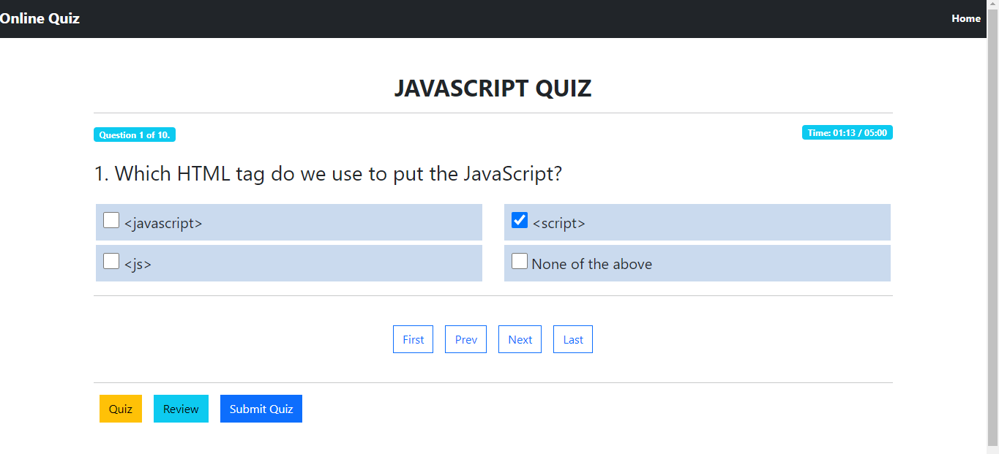 Online Quiz
Home
JAVASCRIPT QUIZ
Question 1 of 10.
Time: 01:13 / 05:00
1. Which HTML tag do we use to put the JavaScript?
<javascript>
<script>
<js>
None of the above
First
Prev
Next
Last
Quiz
Review
Submit Quiz